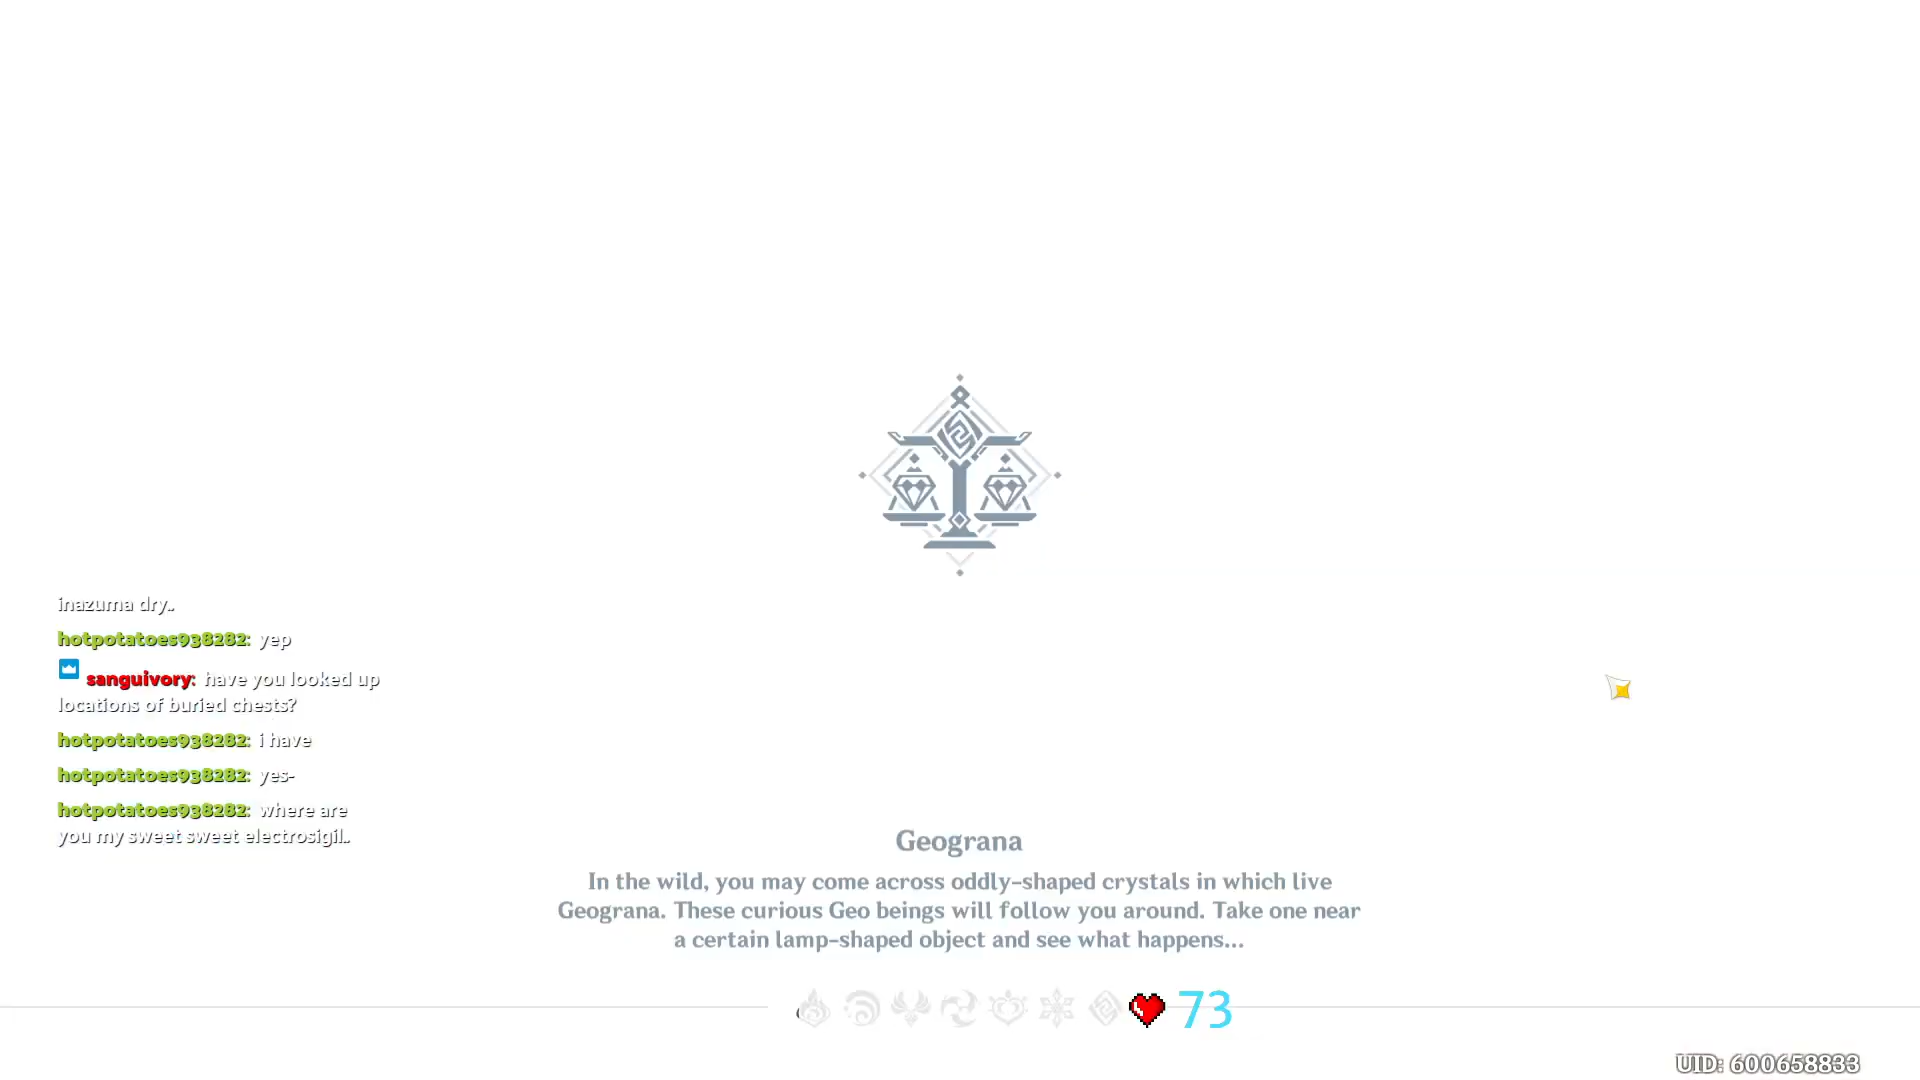 inazuma dry..
hotpotatoes938282: yep
sanguivory: have you looked up
locations of buried chests?
hotpotatoes938282: i have
hotpotatoes938282: yes-
hotpotatoes938282: where are
you my sweet sweet electrosigil..
Geograna
In the wild, you may come across oddly-shaped crystals in which live
Geograna. These curious Geo beings will follow you around. Take one near
a certain lamp-shaped object and see what happens...
73
UID: 600658833